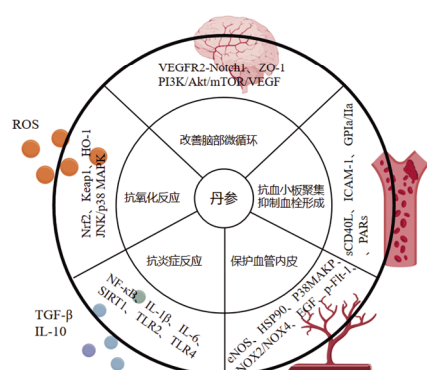 VEGFR2-Notch1、ZO-1
PI3K/Akt/mTOR/VEGF
ROS
改善脑部微循环
Nrf2、Keap1、HO-1
JNK/p38 MAPK
抗氧化反应
丹参
抗血小板聚集
抑制血栓形成
sCD40L、ICAM-1、GPIa/IIa
、PARs
抗炎症反应
保护血管内皮
NF-κB、IL-1β、IL-6、
SIRT1、TLR2、TLR4
eNOS、HSP90、P38MAKP、
NOX2/NOX4、EGF、p-Flt-1、
TGF-β
IL-10